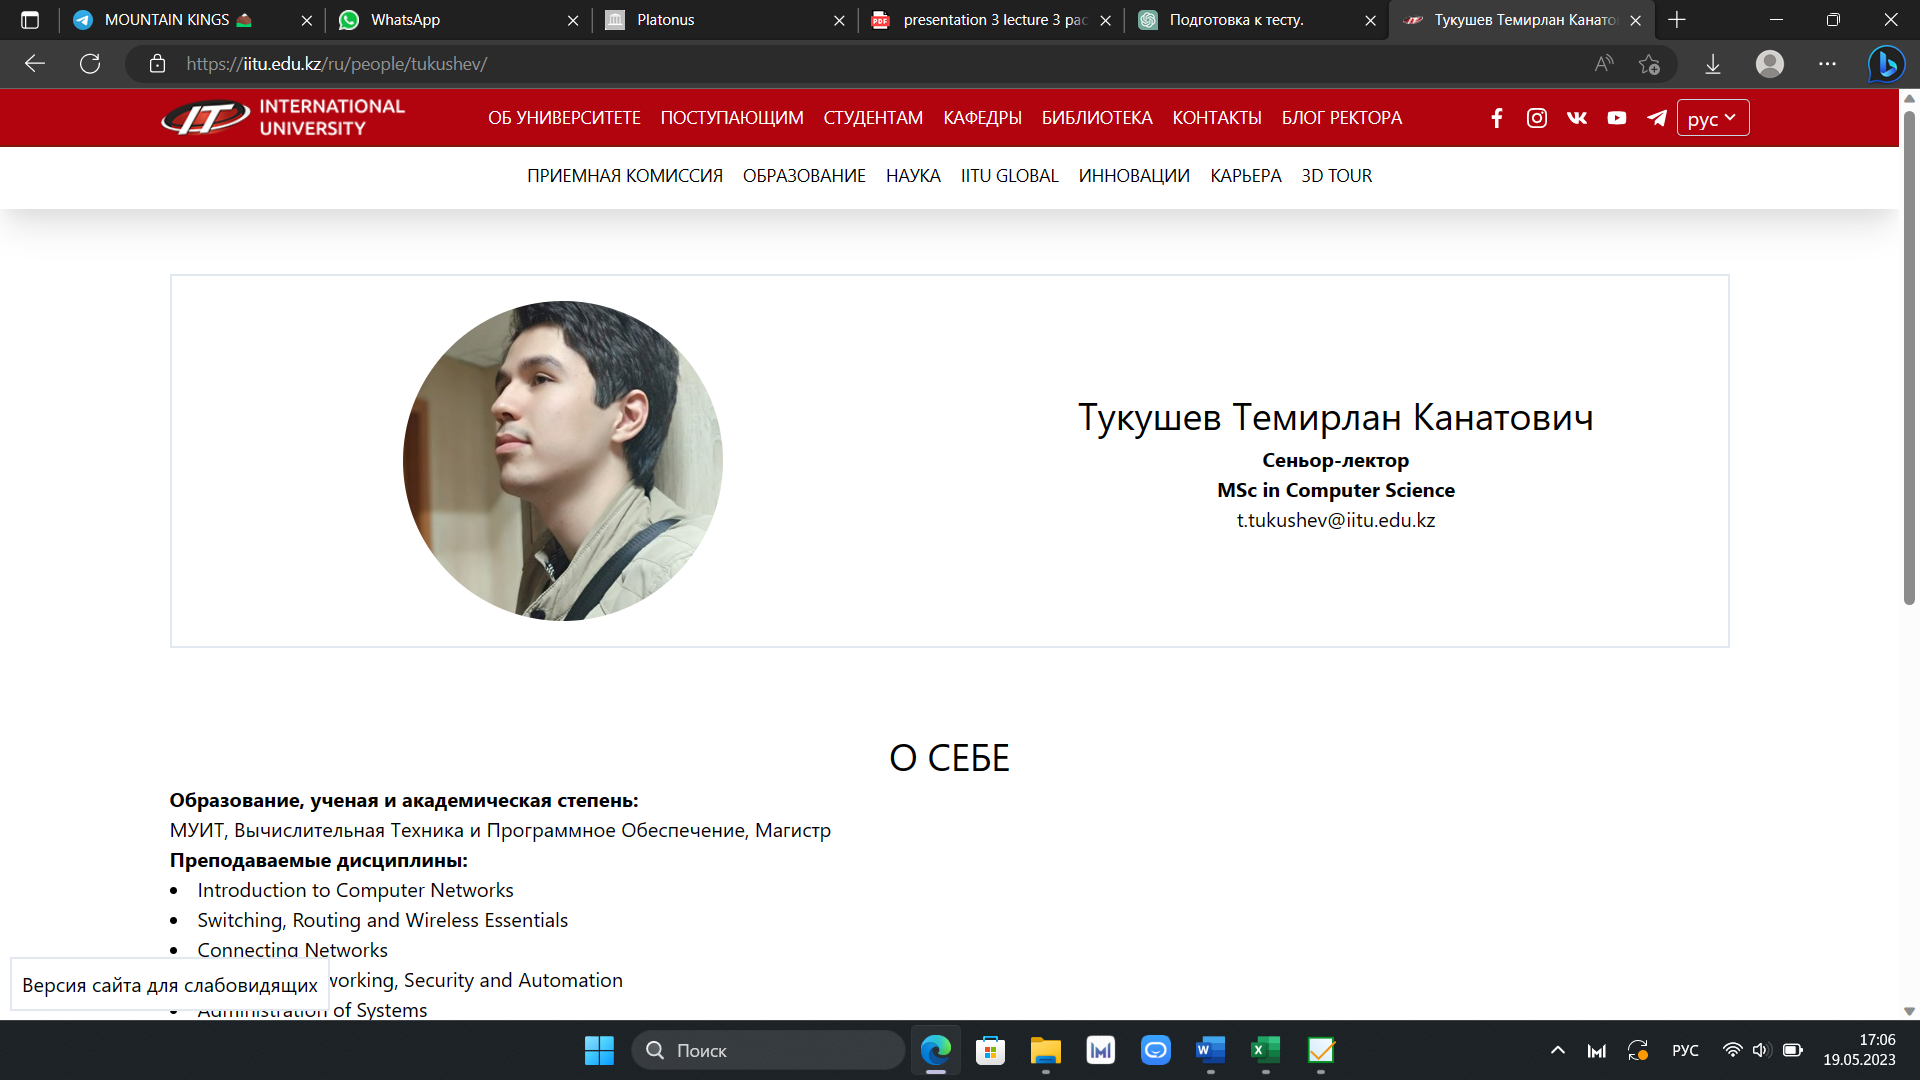 MOUNTAIN KINGS
WhatsApp
Platonus
presentation 3 lecture 3 рас
Подготовка к тесту.
Тукушев Темирлан Канато
https://iitu.edu.kz/ru/people/tukushev/
IT INTERNATIONAL
UNIVERSITY
ОБ УНИВЕРСИТЕТЕ
ПОСТУПАЮЩИМ
СТУДЕНТАМ
КАФЕДРЫ
БИБЛИОТЕКА
КОНТАКТЫ
БЛОГ РЕКТОРА
рус
ПРИЕМНАЯ КОМИССИЯ
ОБРАЗОВАНИЕ
НАУКА
IITU GLOBAL
ИННОВАЦИИ
КАРЬЕРА
3D TOUR
Тукушев Темирлан Канатович
Сеньор-лектор
MSc in Computer Science
t.tukushev@iitu.edu.kz
О СЕБЕ
Образование, ученая и академическая степень:
МУИТ, Вычислительная Техника и Программное Обеспечение, Магистр
Преподаваемые дисциплины:
• Introduction to Computer Networks
• Switching, Routing and Wireless Essentials
• Connecting Networks
working, Security and Automation
• Administration of Systems
Версия сайта для слабовидящих
Поиск
РУС
17:06
19.05.2023